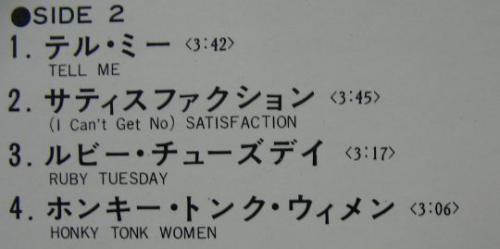 ●SIDE 2
1. テル・ミー <3:42>
TELL ME
2. サティスファクション <3:45>
(I Can't Get No) SATISFACTION
3. ルビー・チューズデイ <3:17>
RUBY TUESDAY
4. ホンキー・トンク・ウィメン <3:06>
HONKY TONK WOMEN